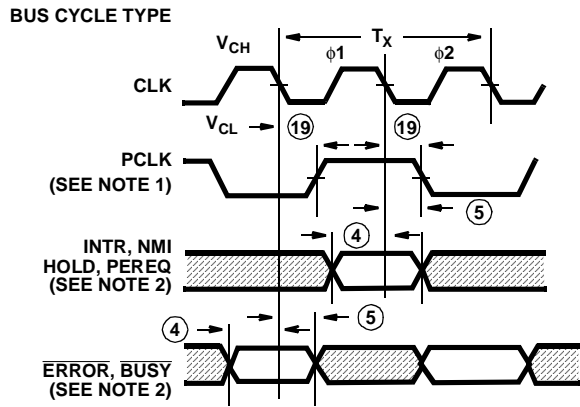 BUS CYCLE TYPE
V_CH
T_X
ϕ1
ϕ2
CLK
V_CL
19
19
PCLK
(SEE NOTE 1)
5
4
INTR, NMI
HOLD, PEREQ
(SEE NOTE 2)
5
4
ERROR, BUSY
(SEE NOTE 2)